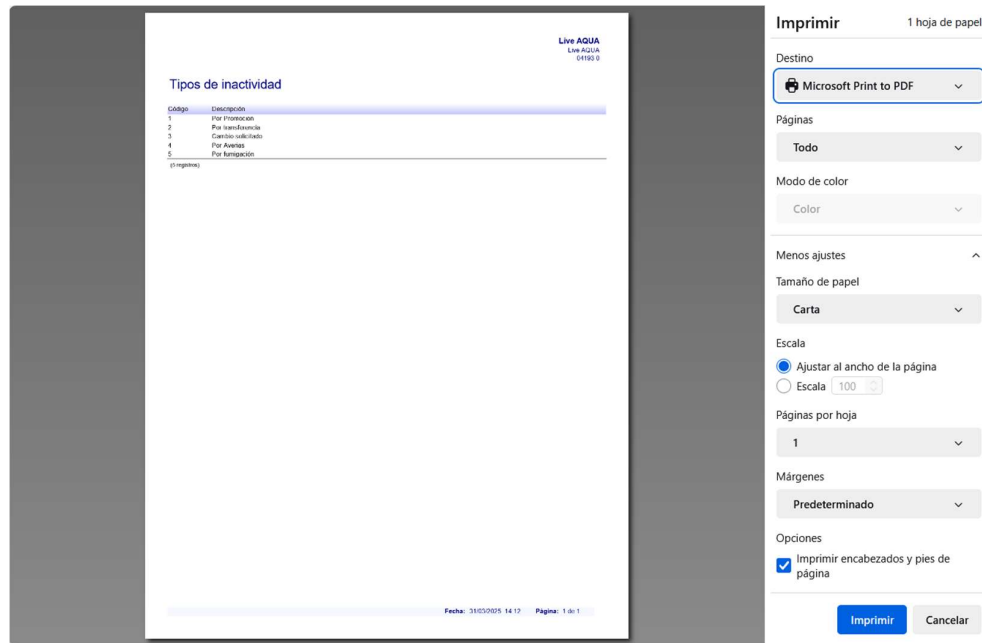 Live AQUA
Live AQUA
04193 0
Tipos de inactividad
Código Descripción
1 Por Promoción
2 Por transferencia
3 Cambio solicitado
4 Por Averias
5 Por fumigación
(5 registros)
Fecha: 31/03/2025 14:12 Página: 1 de 1
Imprimir 1 hoja de papel
Destino
Microsoft Print to PDF
Páginas
Todo
Modo de color
Color
Menos ajustes
Tamaño de papel
Carta
Escala
Ajustar al ancho de la página
Escala 100
Páginas por hoja
1
Márgenes
Predeterminado
Opciones
Imprimir encabezados y pies de
página
Imprimir Cancelar